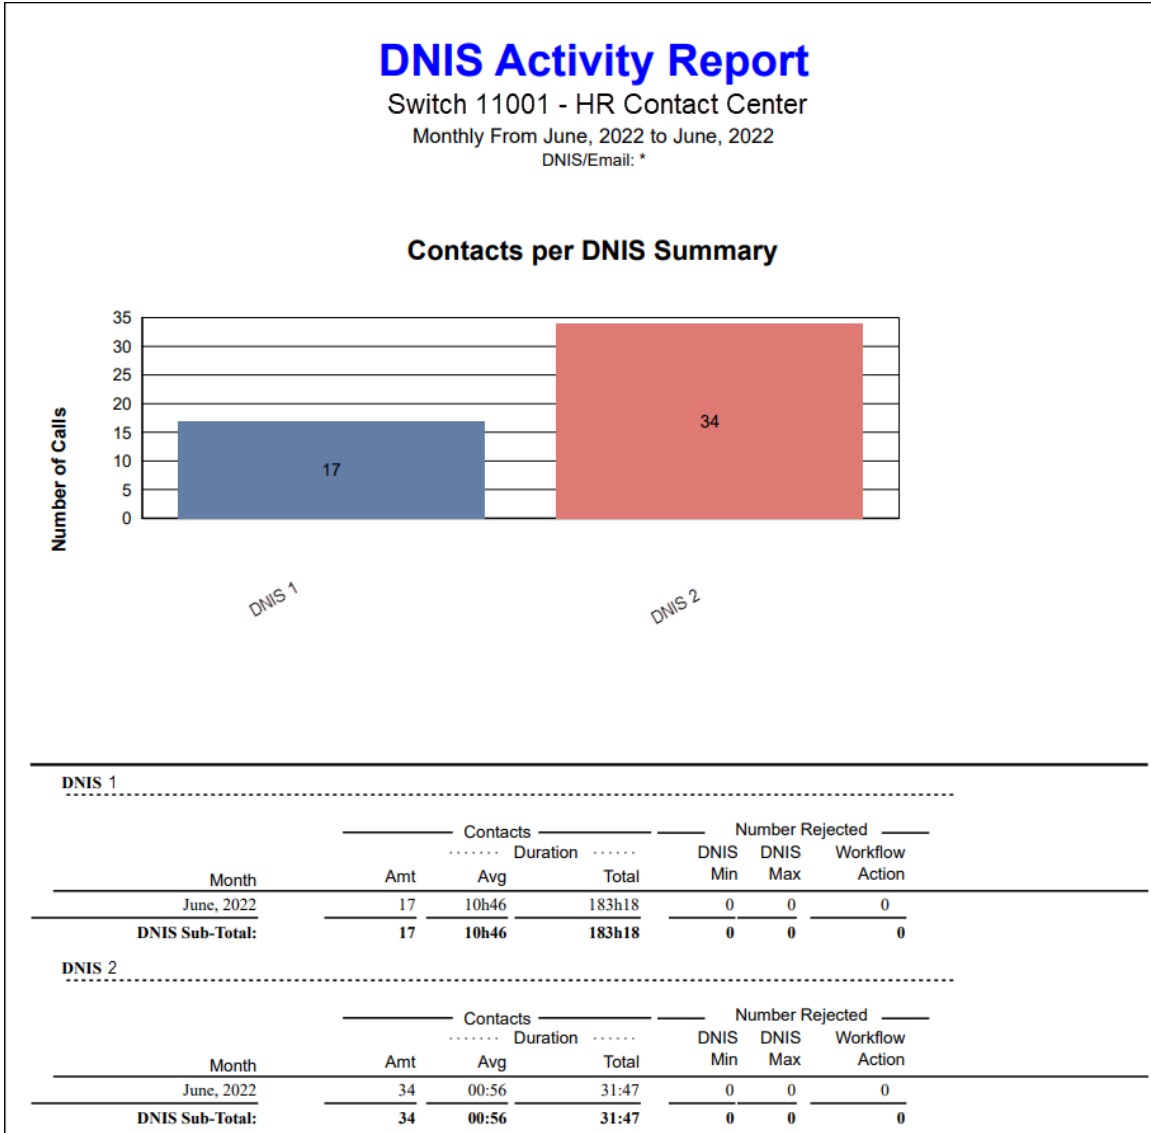 DNIS Activity Report
Switch 11001 - HR Contact Center
Monthly From June, 2022 to June, 2022
DNIS/Email: *
Contacts per DNIS Summary
Number of Calls
35
30
25
20
15
10
5
0
17
34
DNIS 1
DNIS 2
DNIS 1
Contacts Number Rejected
Duration DNIS DNIS Workflow
Month Amt Avg Total Min Max Action
June, 2022 17 10h46 183h18 0 0 0
DNIS Sub-Total: 17 10h46 183h18 0 0 0
DNIS 2
Contacts Number Rejected
Duration DNIS DNIS Workflow
Month Amt Avg Total Min Max Action
June, 2022 34 00:56 31:47 0 0 0
DNIS Sub-Total: 34 00:56 31:47 0 0 0